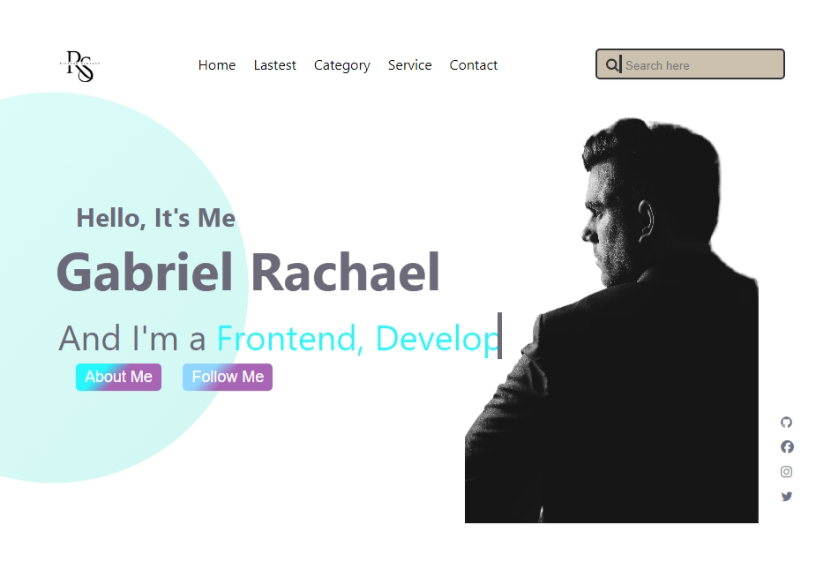 RS
Home Lastest Category Service Contact
Search here
Hello, It's Me
Gabriel Rachael
And I'm a Frontend, Develop
About Me Follow Me